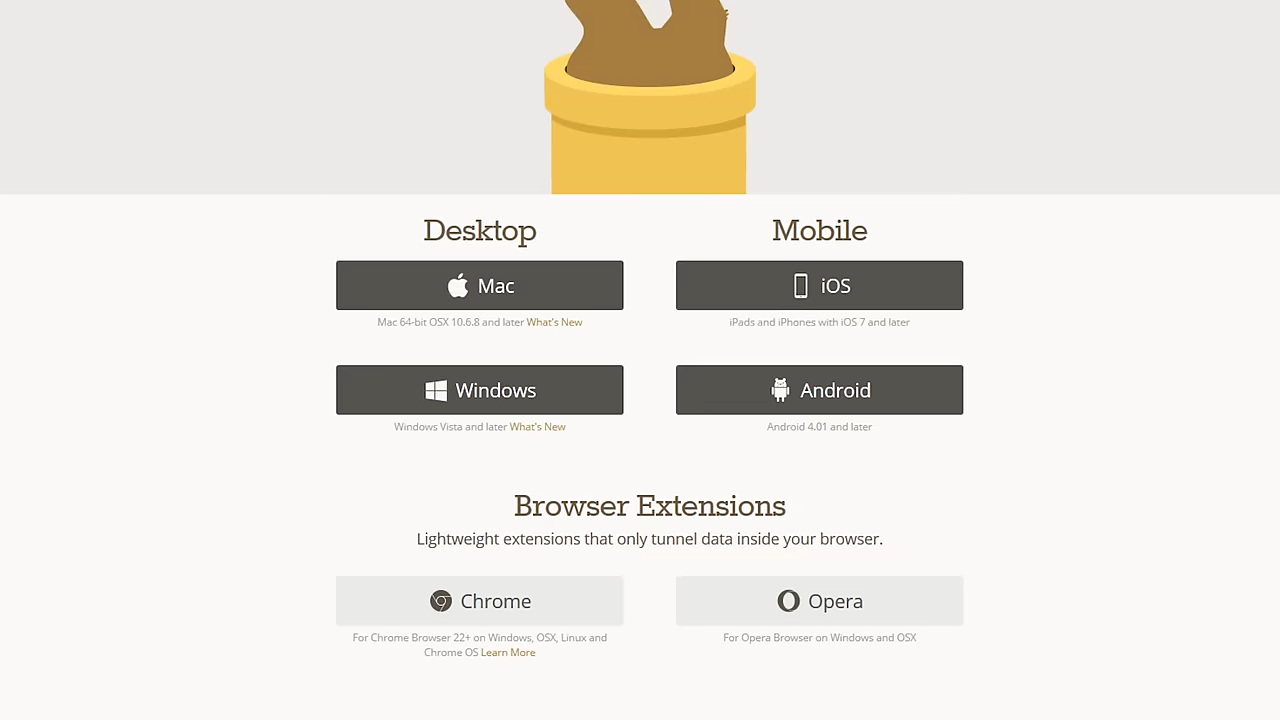 Desktop
Mobile
Mac
iOS
Mac 64-bit OSX 10.6.8 and later What's New
iPads and iPhones with iOS 7 and later
Windows
Android
Windows Vista and later What's New
Android 4.01 and later
Browser Extensions
Lightweight extensions that only tunnel data inside your browser.
Chrome
Opera
For Chrome Browser 22+ on Windows, OSX, Linux and
Chrome OS Learn More
For Opera Browser on Windows and OSX